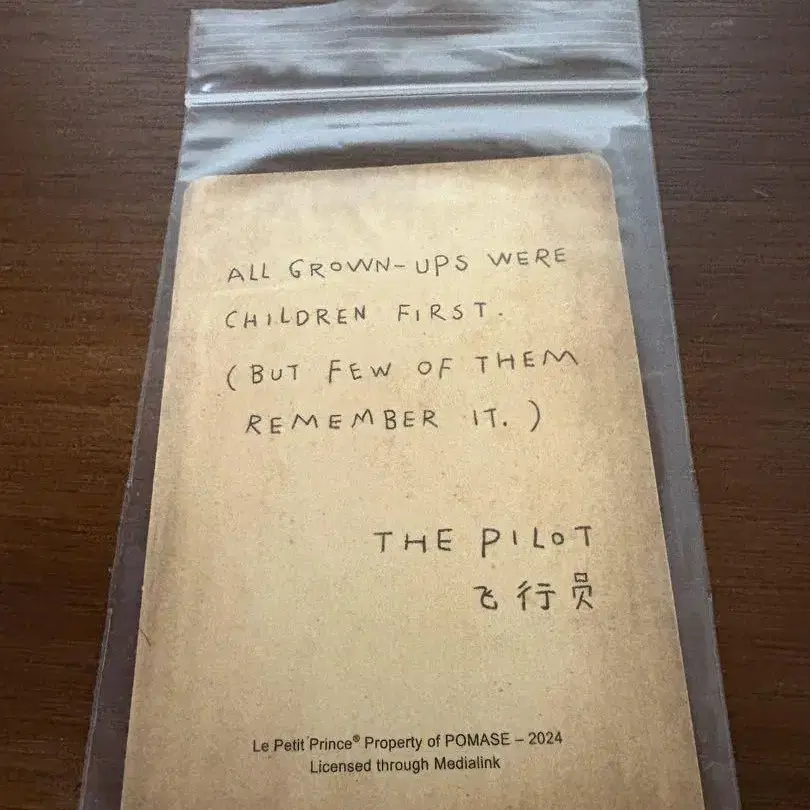 ALL GROWN-UPS WERE
CHILDREN FIRST.
(BUT FEW OF THEM
REMEMBER IT.)
THE PILOT
飞行员
Le Petit Prince® Property of POMASE – 2024
Licensed through Medialink